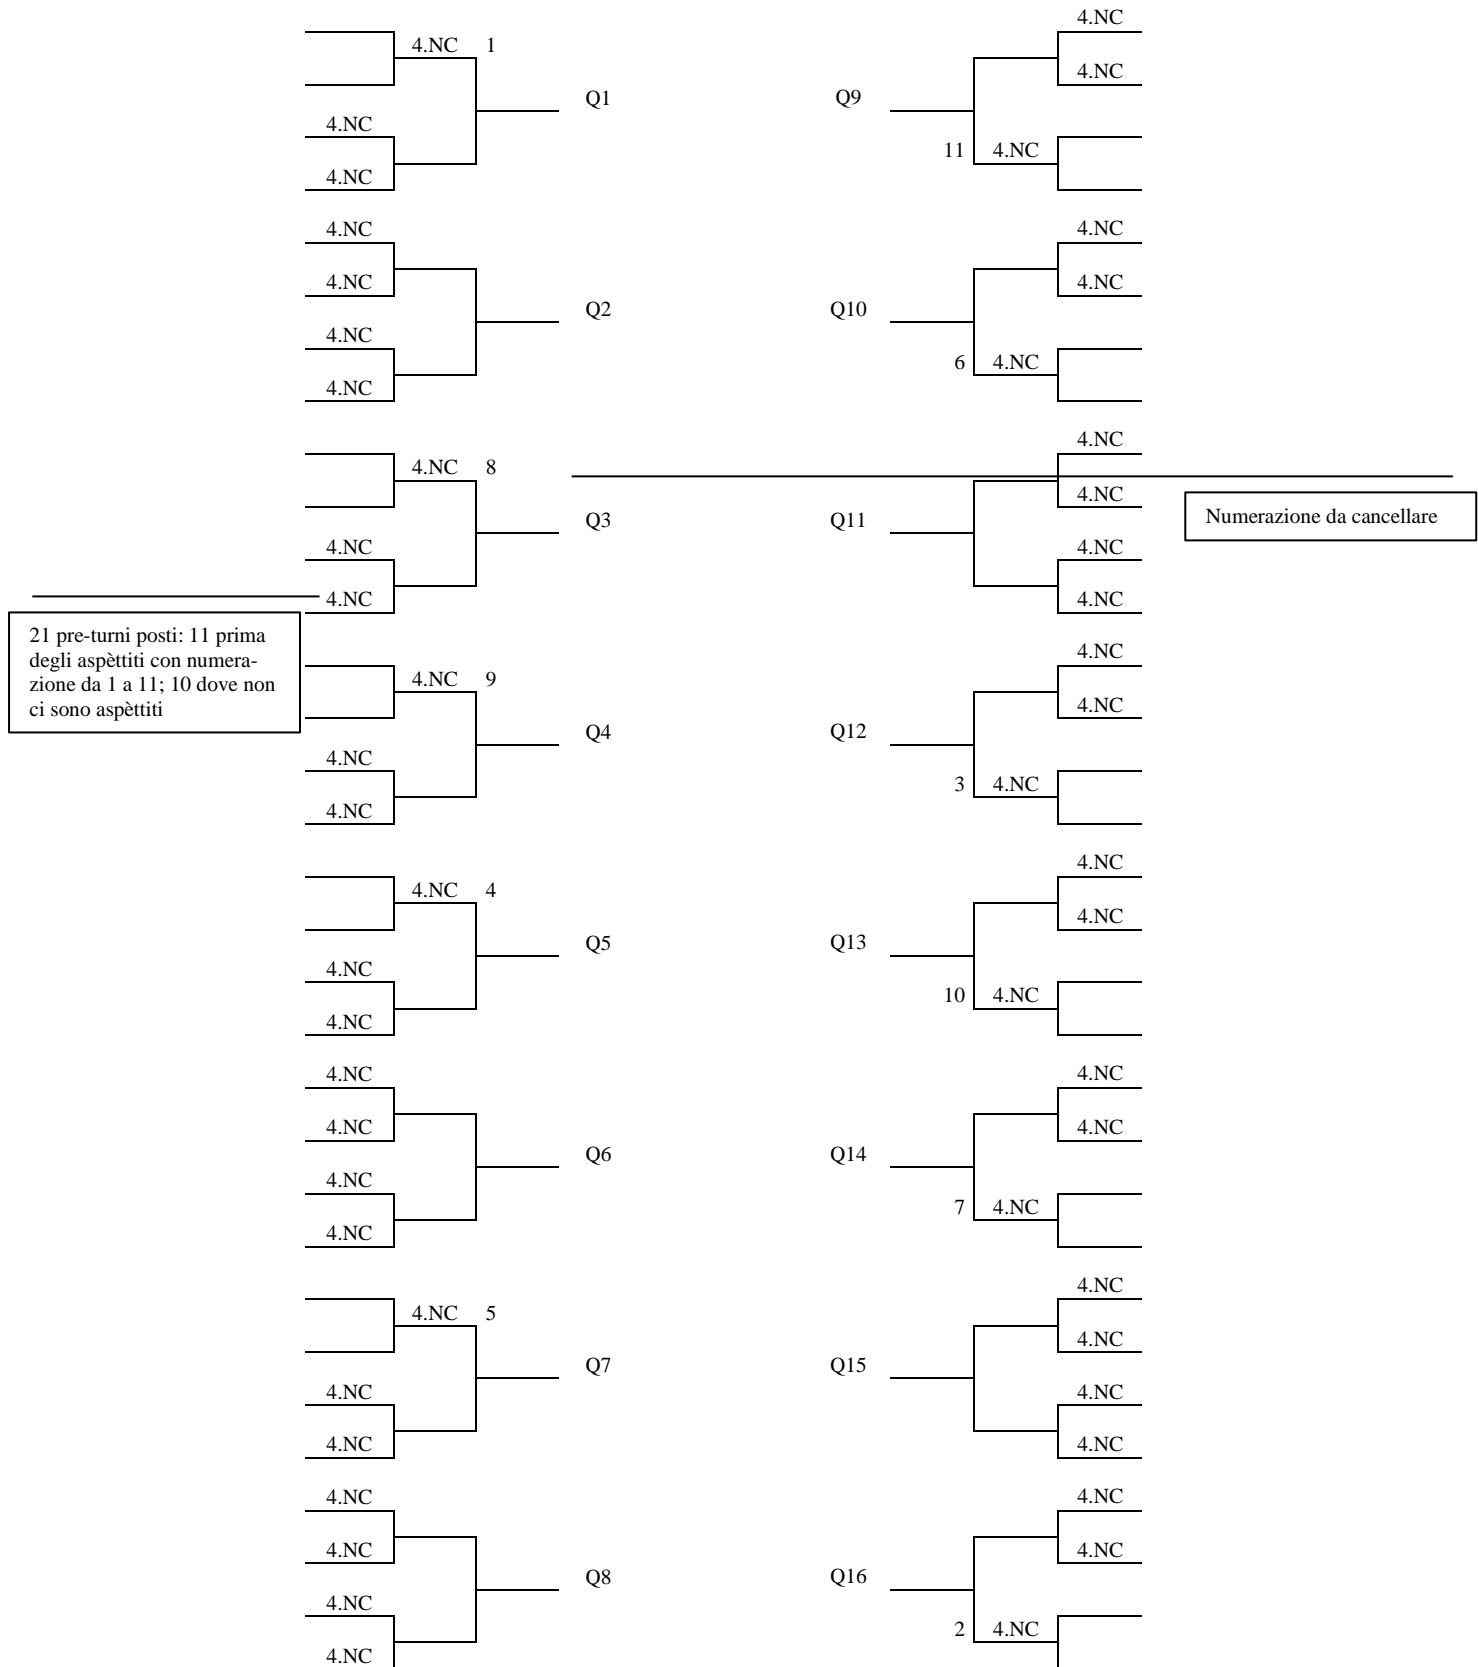 4.NC
4.NC 1
4.NC
Q1
Q9
4.NC
11 4.NC
4.NC
4.NC
4.NC
4.NC
4.NC
Q2
Q10
4.NC
6 4.NC
4.NC
4.NC
4.NC 8
4.NC
Numerazione da cancellare
Q3
Q11
4.NC
4.NC
4.NC
4.NC
21 pre-turni posti: 11 prima
degli aspèttiti con numera-
zione da 1 a 11; 10 dove non
ci sono aspèttiti
4.NC
4.NC 9
4.NC
Q4
Q12
4.NC
3 4.NC
4.NC
4.NC
4.NC 4
4.NC
Q5
Q13
4.NC
10 4.NC
4.NC
4.NC
4.NC
4.NC
4.NC
Q6
Q14
4.NC
7 4.NC
4.NC
4.NC
4.NC 5
4.NC
Q7
Q15
4.NC
4.NC
4.NC
4.NC
4.NC
4.NC
4.NC
4.NC
Q8
Q16
4.NC
2 4.NC
4.NC